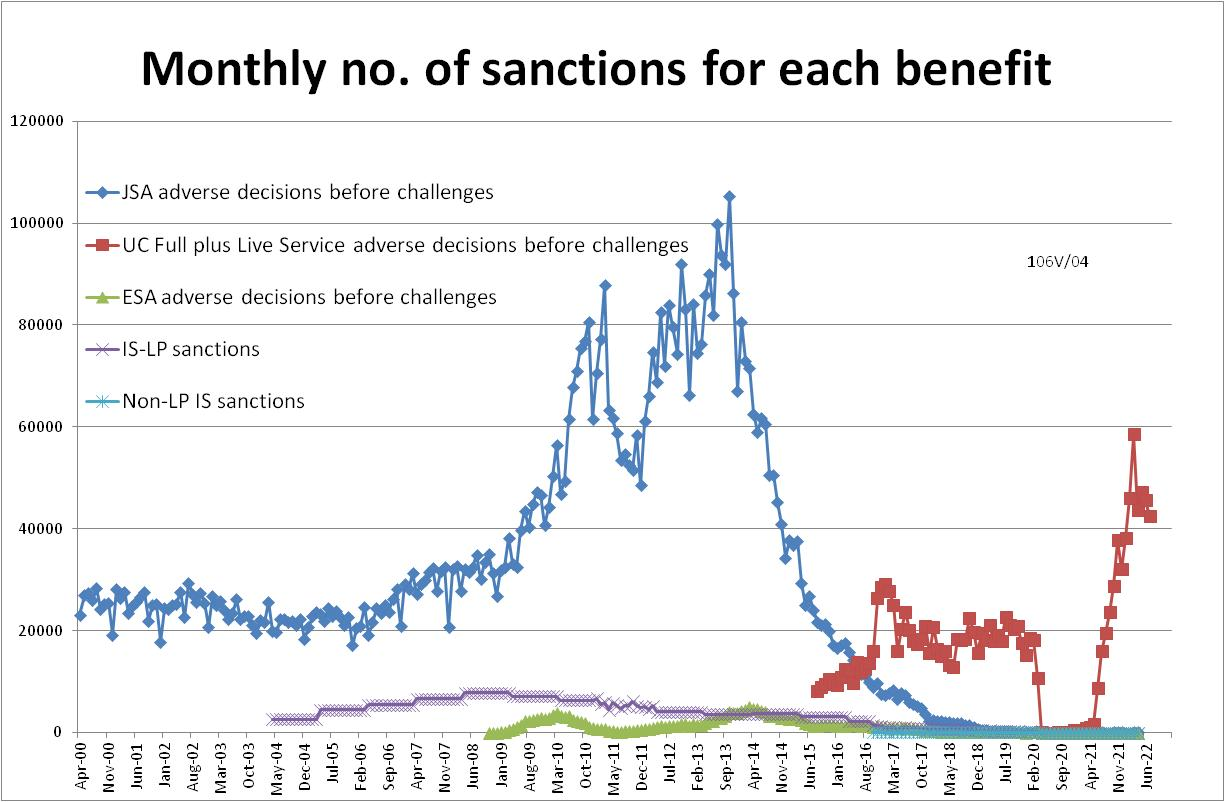 Monthly no. of sanctions for each benefit
120000
100000
80000
60000
40000
20000
0
JSA adverse decisions before challenges
UC Full plus Live Service adverse decisions before challenges
ESA adverse decisions before challenges
IS-LP sanctions
Non-LP IS sanctions
106V/04
Apr-00
Nov-00
Jun-01
Jan-02
Aug-02
Mar-03
Oct-03
May-04
Dec-04
Jul-05
Feb-06
Sep-06
Apr-07
Nov-07
Jun-08
Jan-09
Aug-09
Mar-10
Oct-10
May-11
Dec-11
Jul-12
Feb-13
Sep-13
Apr-14
Nov-14
Jun-15
Jan-16
Aug-16
Mar-17
Oct-17
May-18
Dec-18
Jul-19
Feb-20
Sep-20
Apr-21
Nov-21
Jun-22